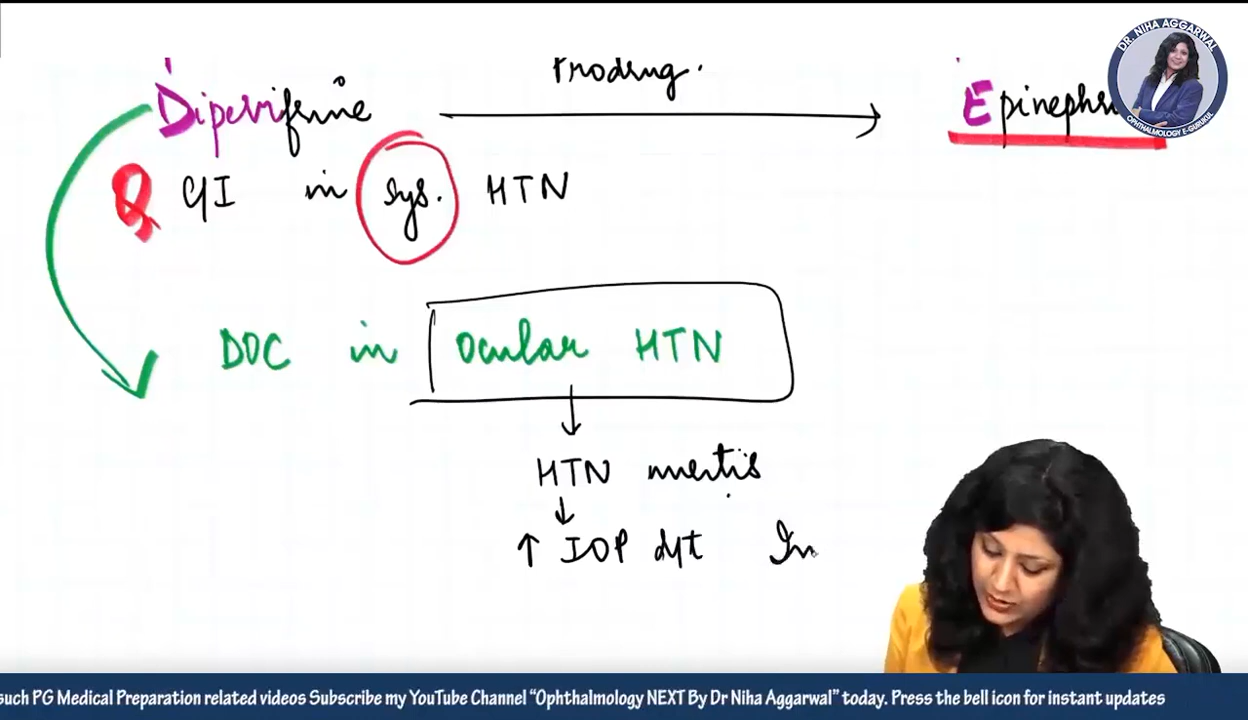 Prodrug.
DR. NIHA AGGARWAL
OPHTHALMOLOGY E-GURUKUL
Dipevifrine → Epinephri
Q CI in sys. HTN
DOC in Ocular HTN
↓
HTN
↓
↑ IOP d/t In
such PG Medical Preparation related videos Subscribe my YouTube Channel "Ophthalmology NEXT By Dr Niha Aggarwal" today. Press the bell icon for instant updates